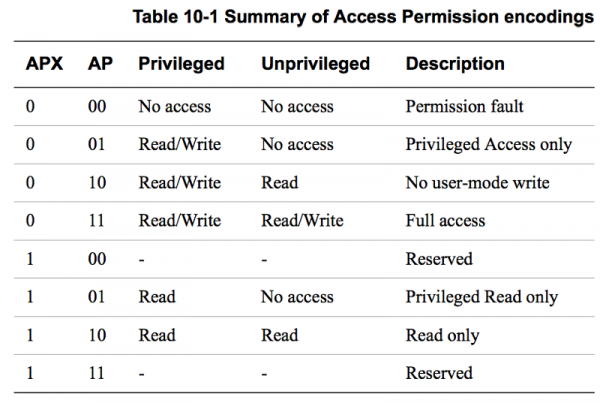 Table 10-1 Summary of Access Permission encodings
APX AP Privileged Unprivileged Description
0 00 No access No access Permission fault
0 01 Read/Write No access Privileged Access only
0 10 Read/Write Read No user-mode write
0 11 Read/Write Read/Write Full access
1 00 - - Reserved
1 01 Read No access Privileged Read only
1 10 Read Read Read only
1 11 - - Reserved